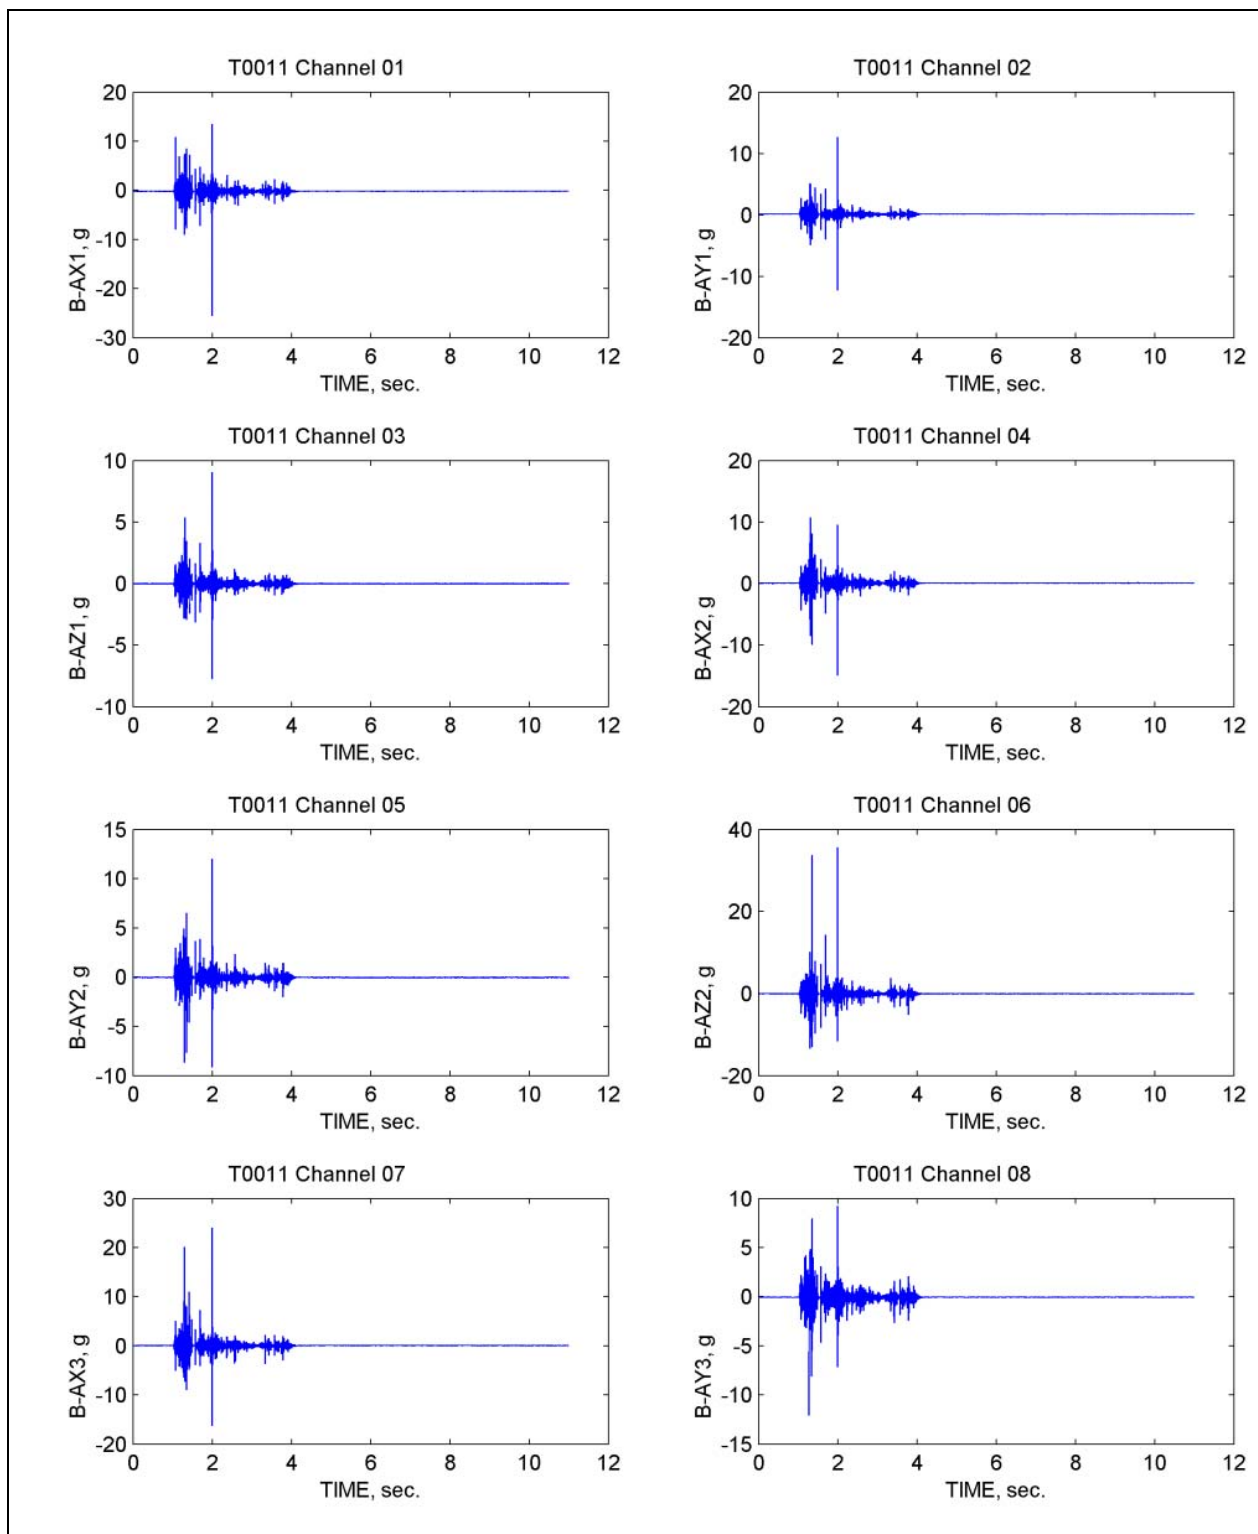 T0011 Channel 01
20
10
0
-10
-20
-30
B-AX1, g
0 2 4 6 8 10 12
TIME, sec.
T0011 Channel 02
20
10
0
-10
-20
B-AY1, g
0 2 4 6 8 10 12
TIME, sec.
T0011 Channel 03
10
5
0
-5
-10
B-AZ1, g
0 2 4 6 8 10 12
TIME, sec.
T0011 Channel 04
20
10
0
-10
-20
B-AX2, g
0 2 4 6 8 10 12
TIME, sec.
T0011 Channel 05
15
10
5
0
-5
-10
B-AY2, g
0 2 4 6 8 10 12
TIME, sec.
T0011 Channel 06
40
20
0
-20
B-AZ2, g
0 2 4 6 8 10 12
TIME, sec.
T0011 Channel 07
30
20
10
0
-10
-20
B-AX3, g
0 2 4 6 8 10 12
TIME, sec.
T0011 Channel 08
10
5
0
-5
-10
-15
B-AY3, g
0 2 4 6 8 10 12
TIME, sec.